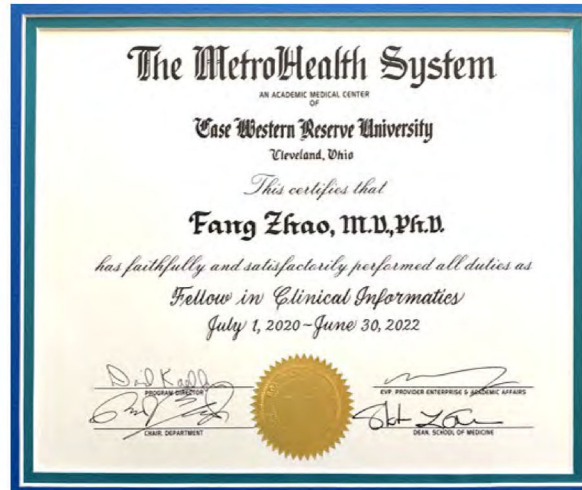 The MetroHealth System
AN ACADEMIC MEDICAL CENTER
OF
Case Western Reserve University
Cleveland, Ohio
This certifies that
Fang Zhao, M.D.,Ph.D.
has faithfully and satisfactorily performed all duties as
Fellow in Clinical Informatics
July 1, 2020~June 30, 2022
PROGRAM DIRECTOR
EVP, PROVIDER ENTERPRISE & ACADEMIC AFFAIRS
CHAIR, DEPARTMENT
DEAN, SCHOOL OF MEDICINE